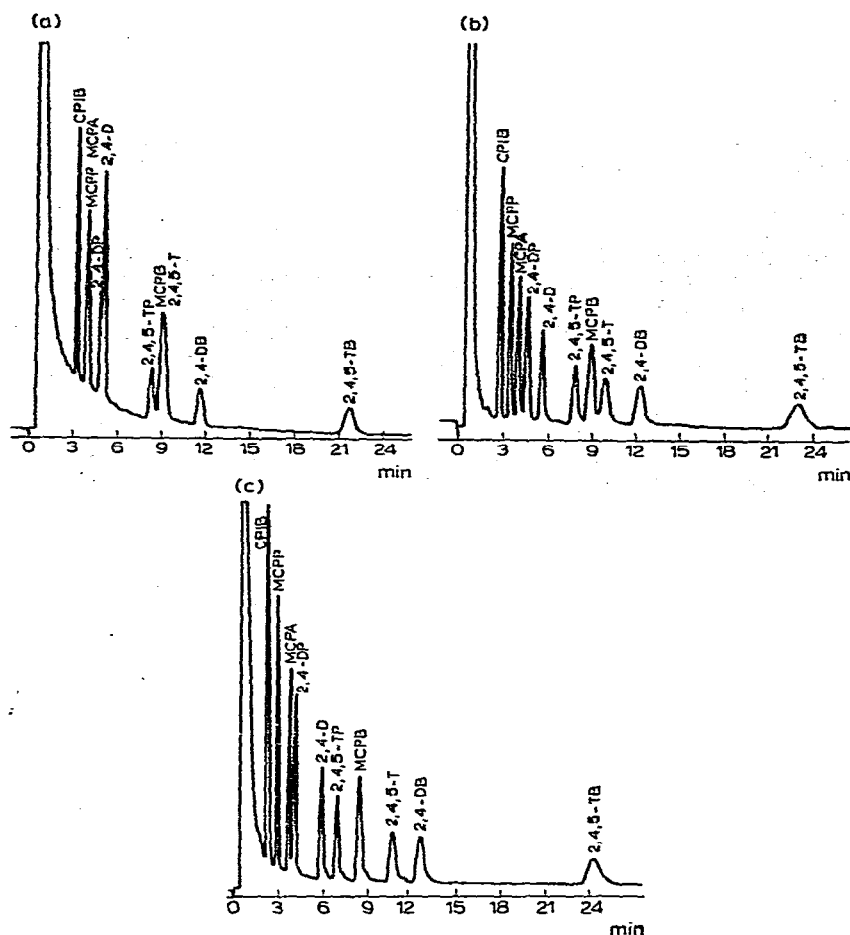 (a)
CPIB
MCPP MCPA
2,4-DP
2,4-D
2,4,5-TP
MCPB
2,4,5-T
2,4-DB
2,4,5-TB
0 3 6 9 12 15 18 21 24
min
(b)
CPIB
MCPP
MCPA
2,4-DP
2,4-D
2,4,5-TP
MCPB
2,4,5-T
2,4-DB
2,4,5-TB
0 3 6 9 12 15 18 21 24
min
(c)
CPIB
MCPP
MCPA
2,4-DP
2,4-D
2,4,5-TP
MCPB
2,4,5-T
2,4-DB
2,4,5-TB
0 3 6 9 12 15 18 21 24
min